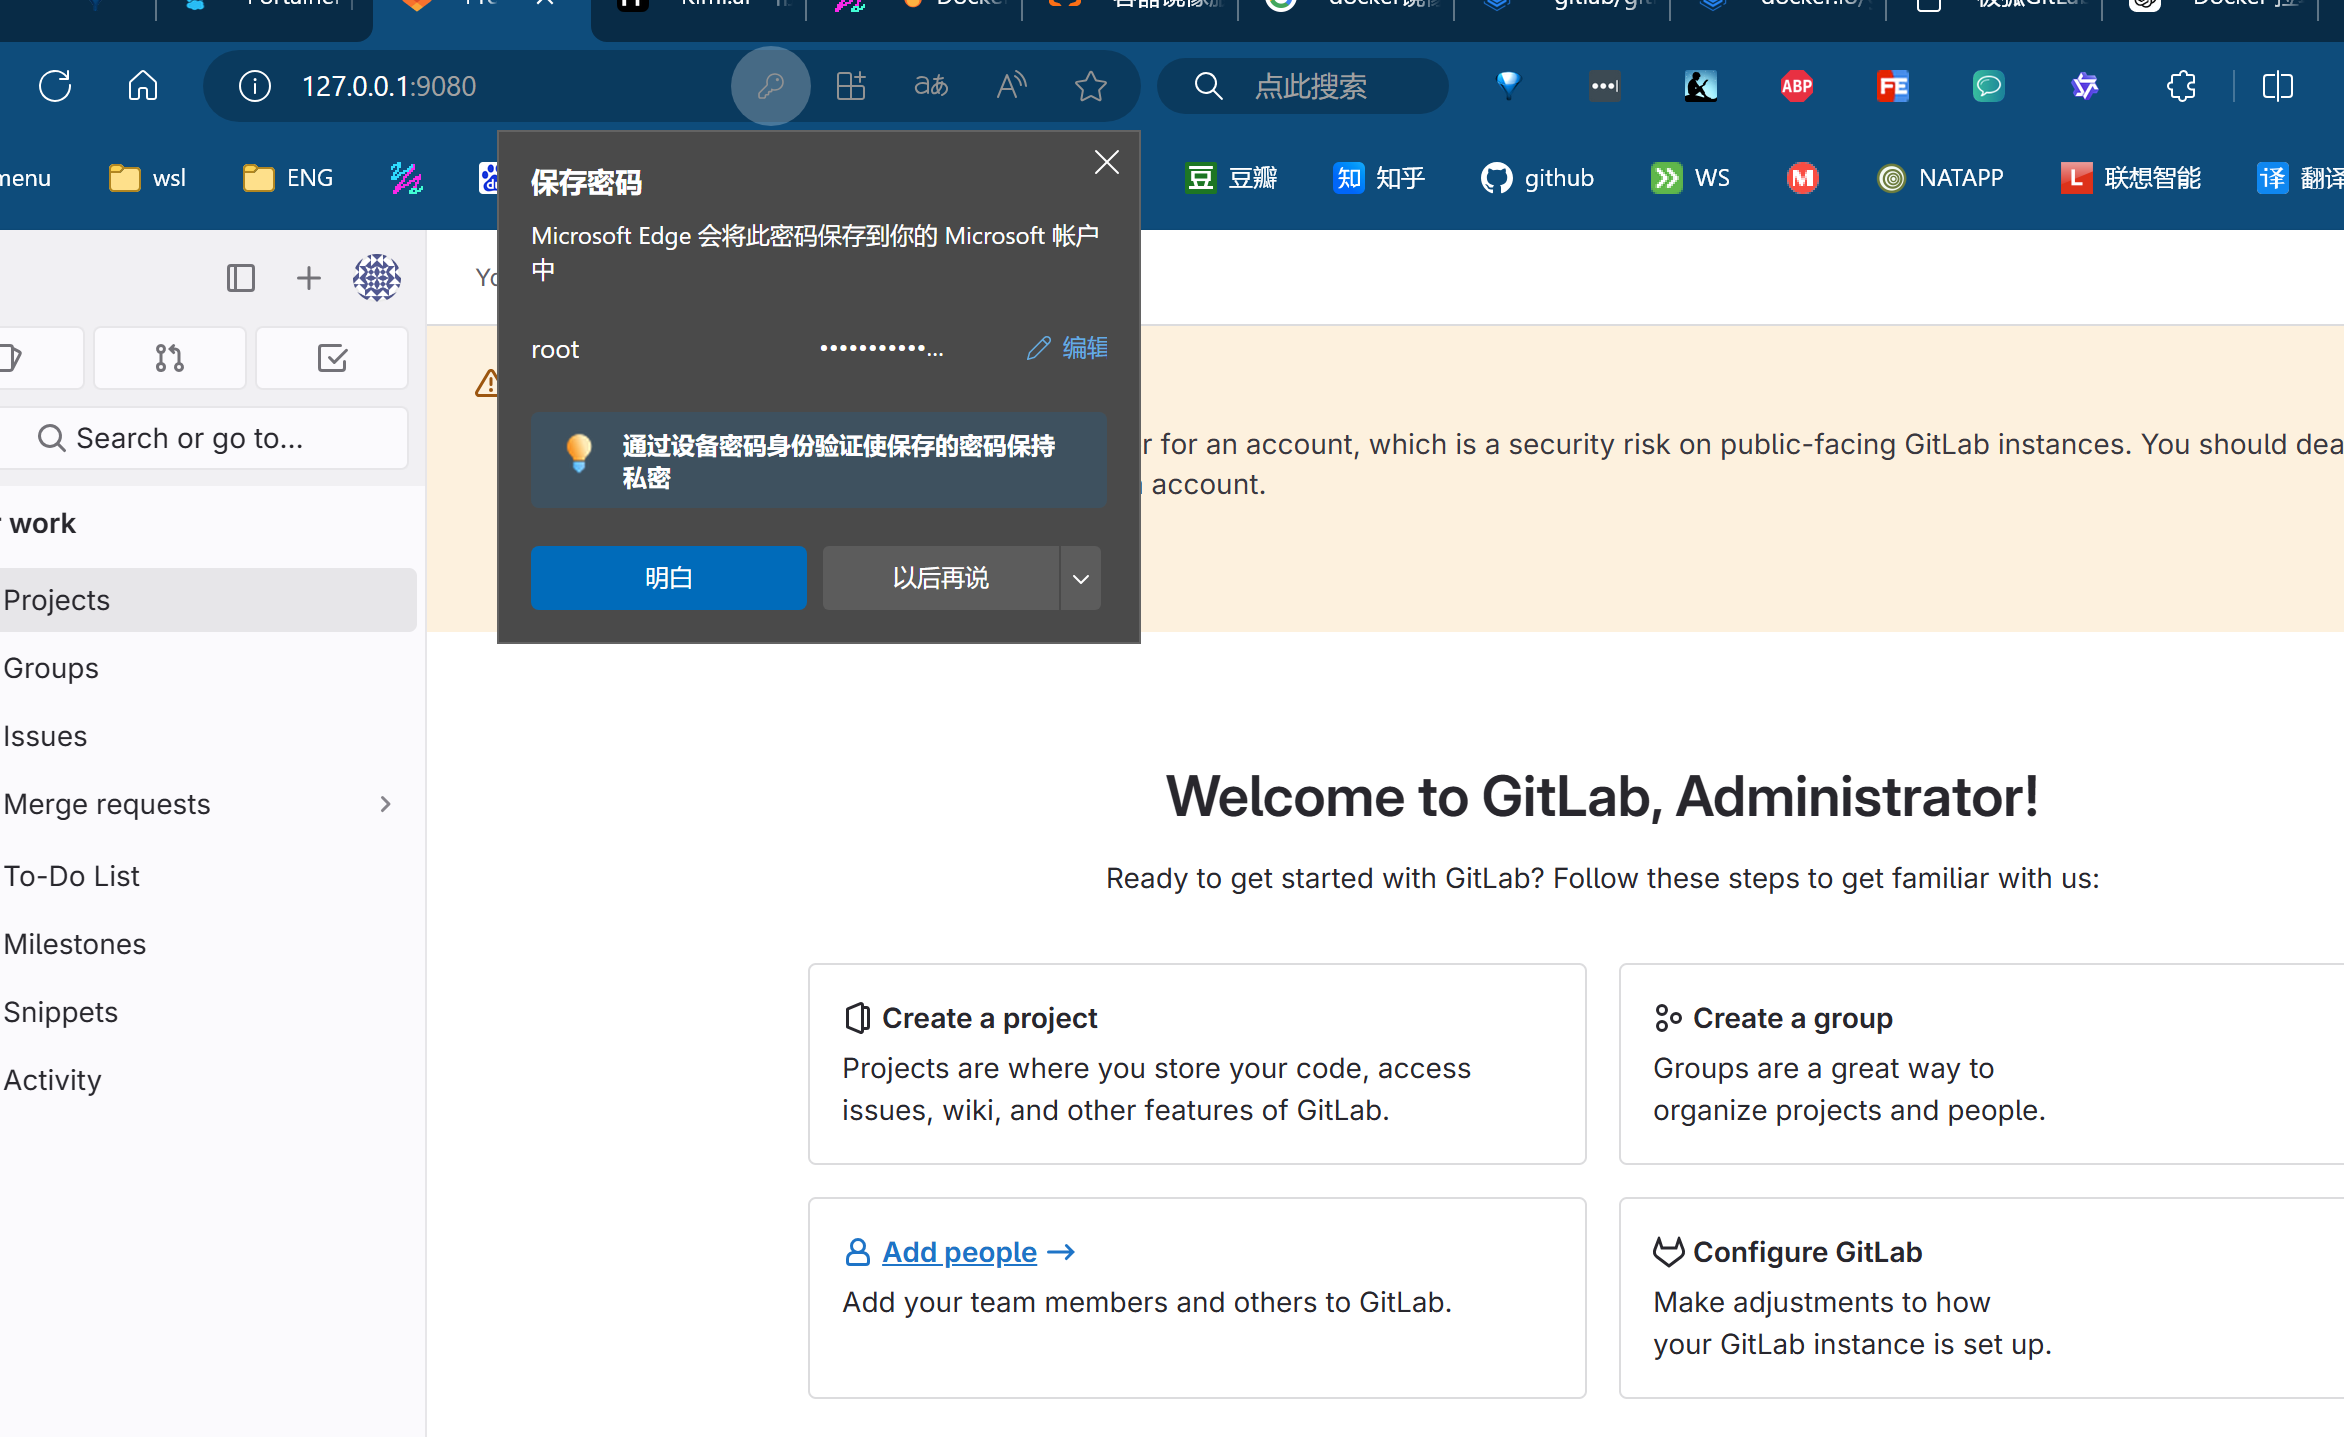 127.0.0.1:9080
点此搜索
wsl
ENG
豆瓣
知乎
github
WS
NATAPP
联想智能
保存密码
Microsoft Edge 会将此密码保存到你的 Microsoft 帐户
中
root
编辑
通过设备密码身份验证使保存的密码保持
私密
明白
以后再说
r for an account, which is a security risk on public-facing GitLab instances. You should dea
account.
Search or go to...
work
Projects
Groups
Issues
Merge requests
To-Do List
Milestones
Snippets
Activity
Welcome to GitLab, Administrator!
Ready to get started with GitLab? Follow these steps to get familiar with us:
Create a project
Projects are where you store your code, access
issues, wiki, and other features of GitLab.
Create a group
Groups are a great way to
organize projects and people.
Add people →
Add your team members and others to GitLab.
Configure GitLab
Make adjustments to how
your GitLab instance is set up.